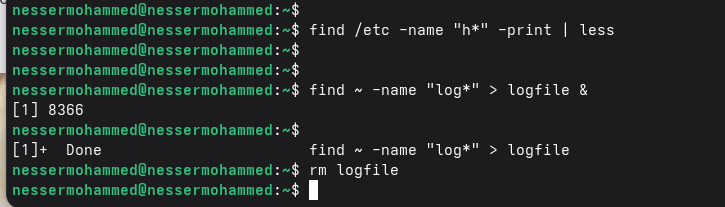 nessermohammed@nessermohammed:~$
nessermohammed@nessermohammed:~$ find /etc -name "h*" -print | less
nessermohammed@nessermohammed:~$
nessermohammed@nessermohammed:~$
nessermohammed@nessermohammed:~$ find ~ -name "log*" > logfile &
[1] 8366
nessermohammed@nessermohammed:~$
[1]+  Done                    find ~ -name "log*" > logfile
nessermohammed@nessermohammed:~$ rm logfile
nessermohammed@nessermohammed:~$